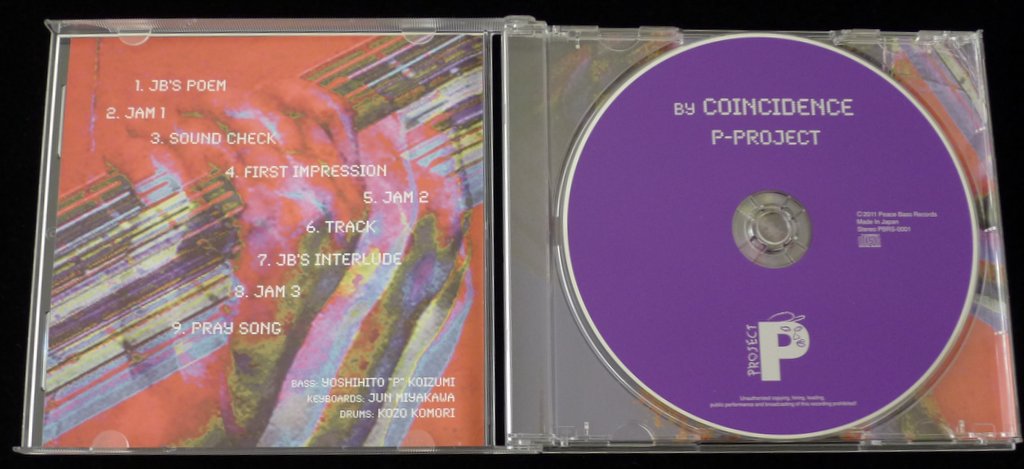 1. JB'S POEM
2. JAM 1
3. SOUND CHECK
4. FIRST IMPRESSION
5. JAM 2
6. TRACK
7. JB'S INTERLUDE
8. JAM 3
9. PRAY SONG
BASS: YOSHIHITO "P" KOIZUMI
KEYBOARDS: JUN MIYAKAWA
DRUMS: KOZO KOMORI
BY COINCIDENCE
P-PROJECT
©2011 Peace Bass Records
Made in Japan
Stereo PBRS-0001
PROJECT P
Unauthorized copying, hiring, lending,
public performance and broadcasting of this recording prohibited!